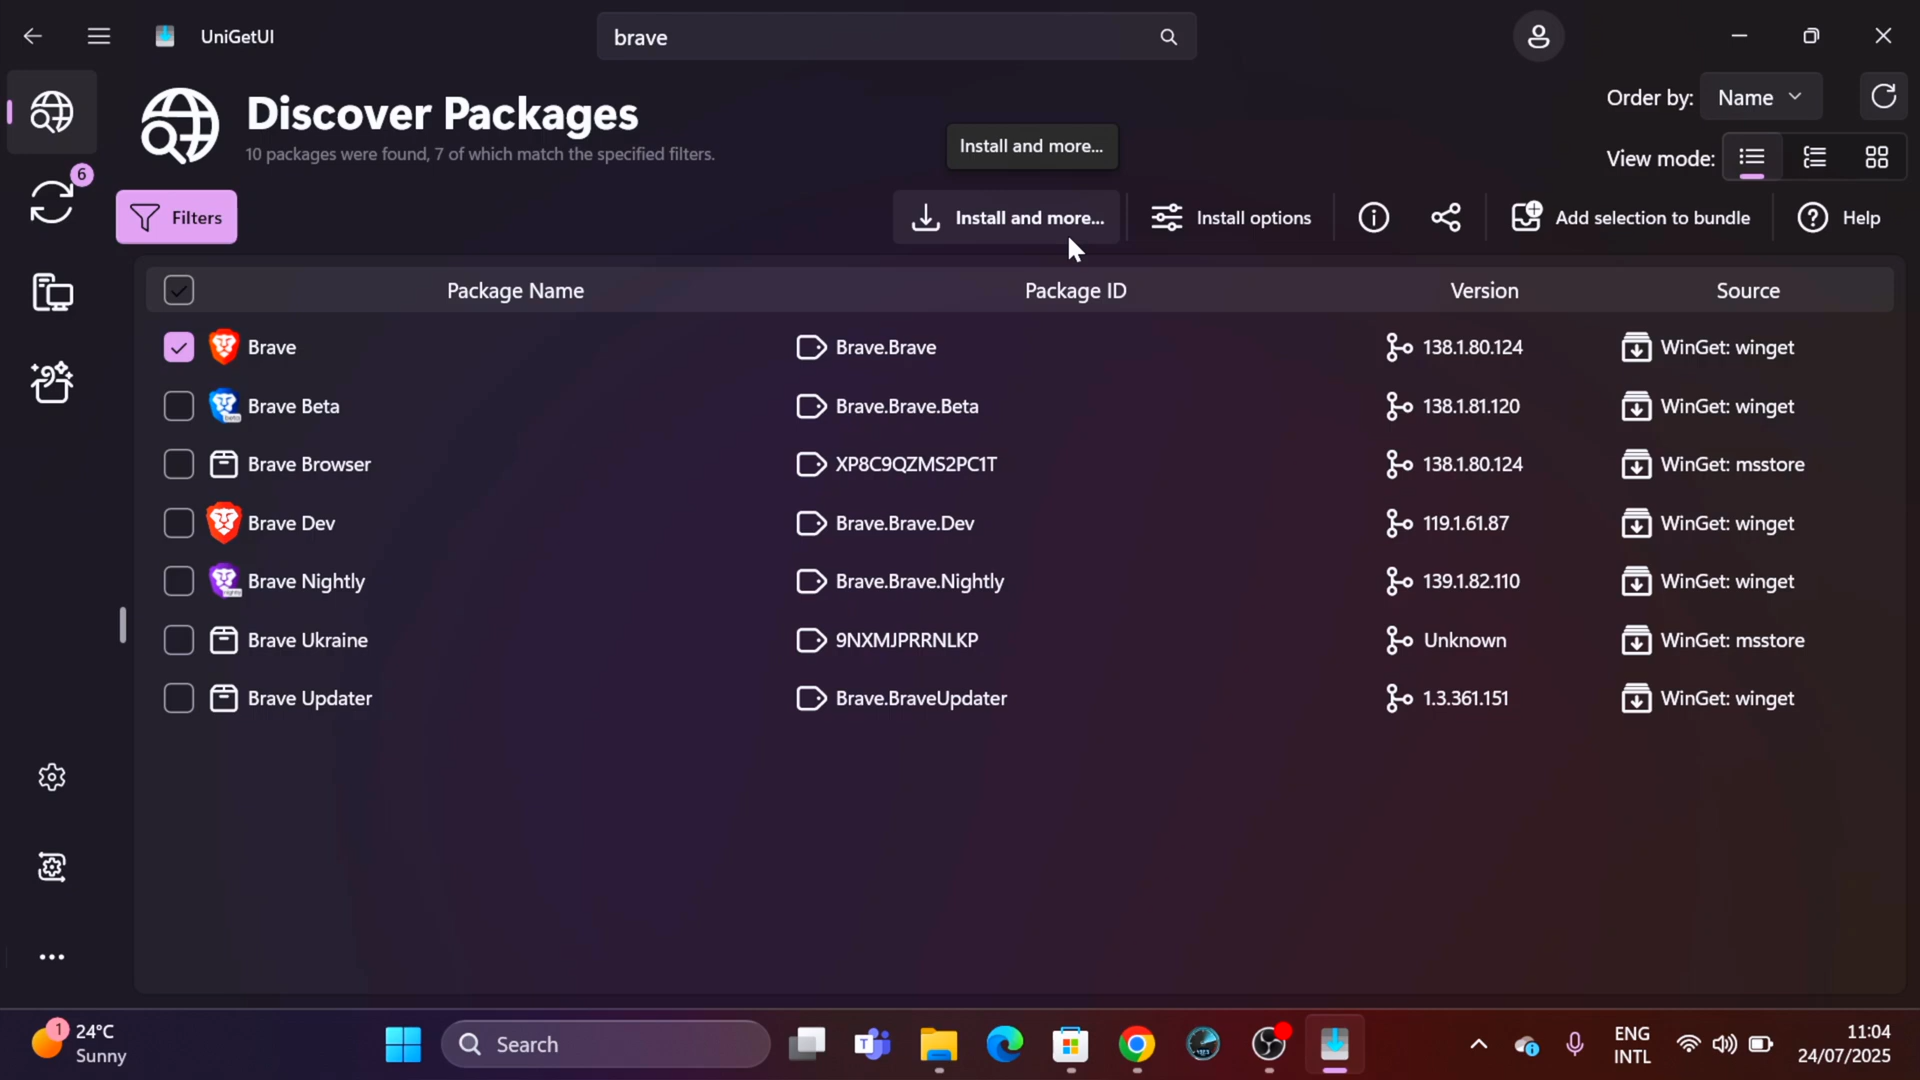 UniGetUI
brave
Discover Packages
10 packages were found, 7 of which match the specified filters.
Install and more...
Order by: Name
View mode:
6
Filters
Install and more...
Install options
Add selection to bundle
Help
Package Name Package ID Version Source
Brave Brave.Brave 138.1.80.124 WinGet: winget
Brave Beta Brave.Brave.Beta 138.1.81.120 WinGet: winget
Brave Browser XP8C9QZMS2PC1T 138.1.80.124 WinGet: msstore
Brave Dev Brave.Brave.Dev 119.1.61.87 WinGet: winget
Brave Nightly Brave.Brave.Nightly 139.1.82.110 WinGet: winget
Brave Ukraine 9NXMJPRRNLKP Unknown WinGet: msstore
Brave Updater Brave.BraveUpdater 1.3.361.151 WinGet: winget
1
24°C
Sunny
Search
ENG
INTL
11:04
24/07/2025